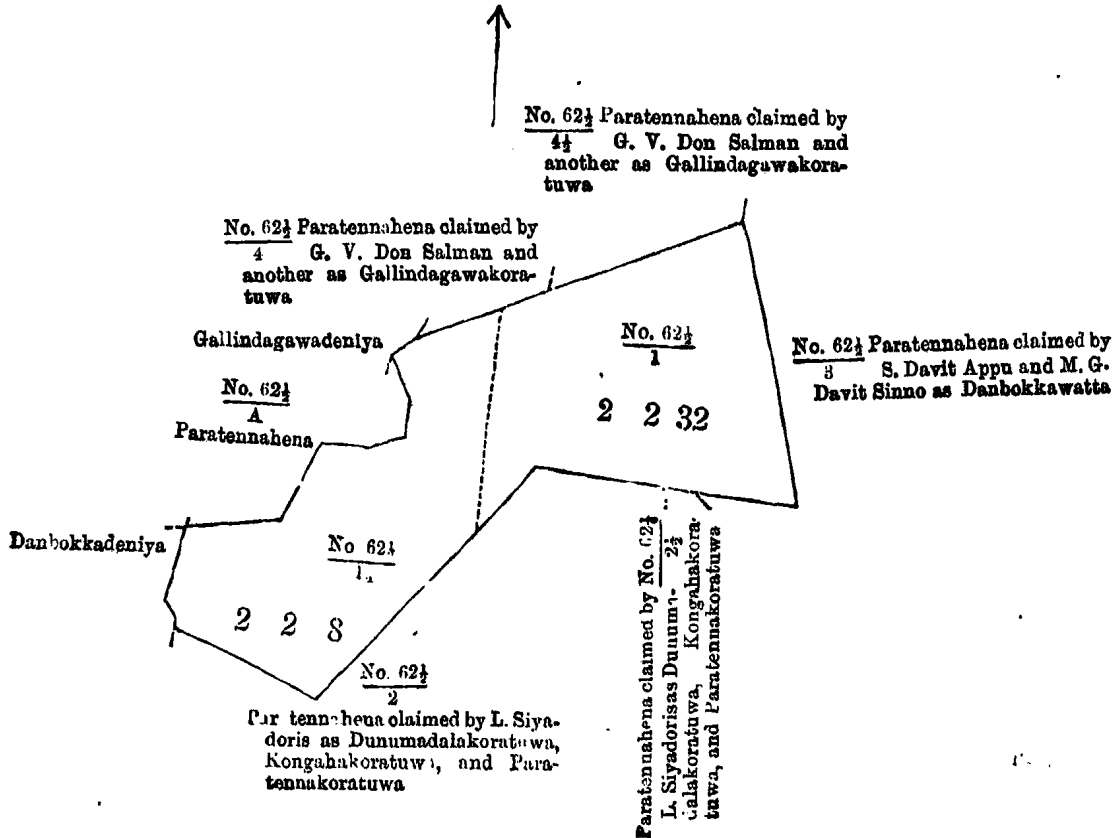 No. 62½ Paratennahena claimed by
4½ G. V. Don Salman and
another as Gallindagawakora-
tuwa
No. 62½ Paratennahena claimed by
4 G. V. Don Salman and
another as Gallindagawakora-
tuwa
Gallindagawadeniya
No. 62½
1
No. 62½ Paratennahena claimed by
3 S. Davit Appu and M. G.
Davit Sinno as Danbokkawatta
No. 62½
A
Paratennahena
2 2 32
Danbokkadeniya
No 62½
2 2 8
No. 62½
2
tennahena claimed by L. Siya-
doris as Dunumadalakoratuwa,
Kongahakoratuwa, and Para-
tennakoratuwa
Paratennahena claimed by No. 62½
2½
L. Siyadoris as Dunuma-
dalakoratuwa, Kongahakora-
tuwa, and Paratennakoratuwa